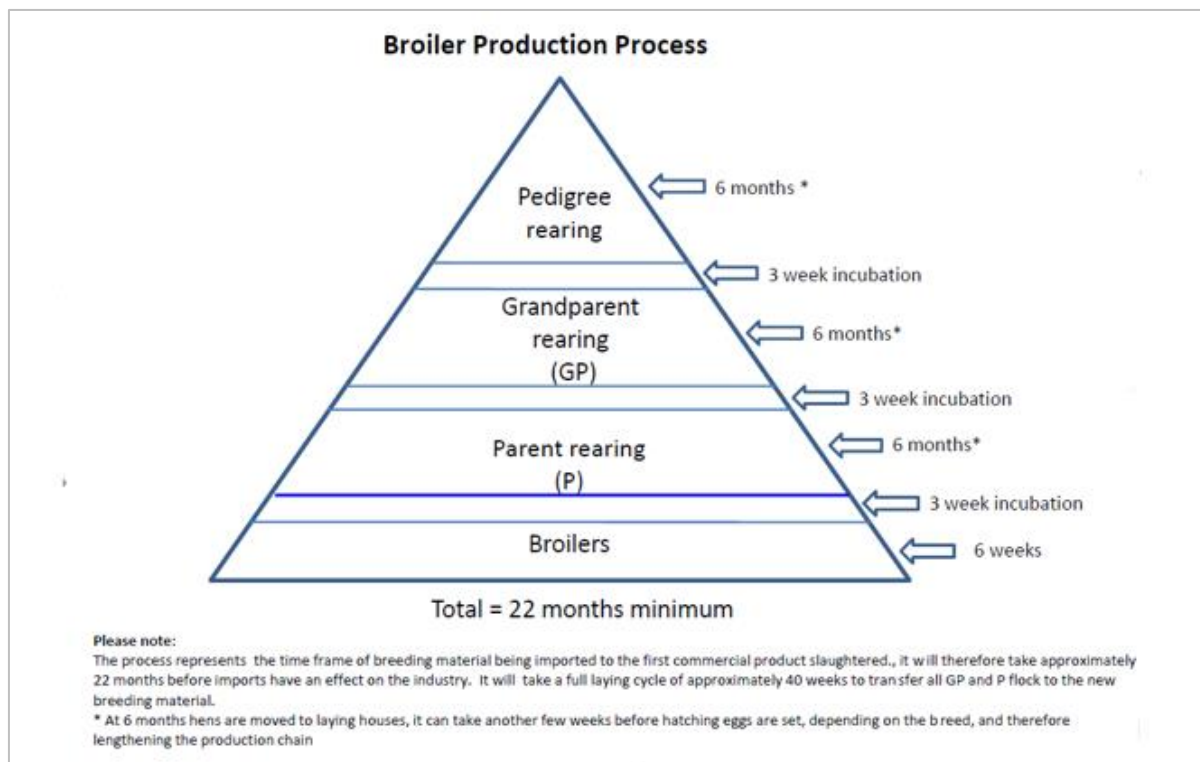 Broiler Production Process
Pedigree
rearing
6 months *
3 week incubation
Grandparent
rearing
(GP)
6 months*
3 week incubation
Parent rearing
(P)
6 months*
3 week incubation
Broilers
6 weeks
Total = 22 months minimum
Please note:
The process represents the time frame of breeding material being imported to the first commercial product slaughtered., it will therefore take approximately
22 months before imports have an effect on the industry. It will take a full laying cycle of approximately 40 weeks to transfer all GP and P flock to the new
breeding material.
* At 6 months hens are moved to laying houses, it can take another few weeks before hatching eggs are set, depending on the breed, and therefore
lengthening the production chain